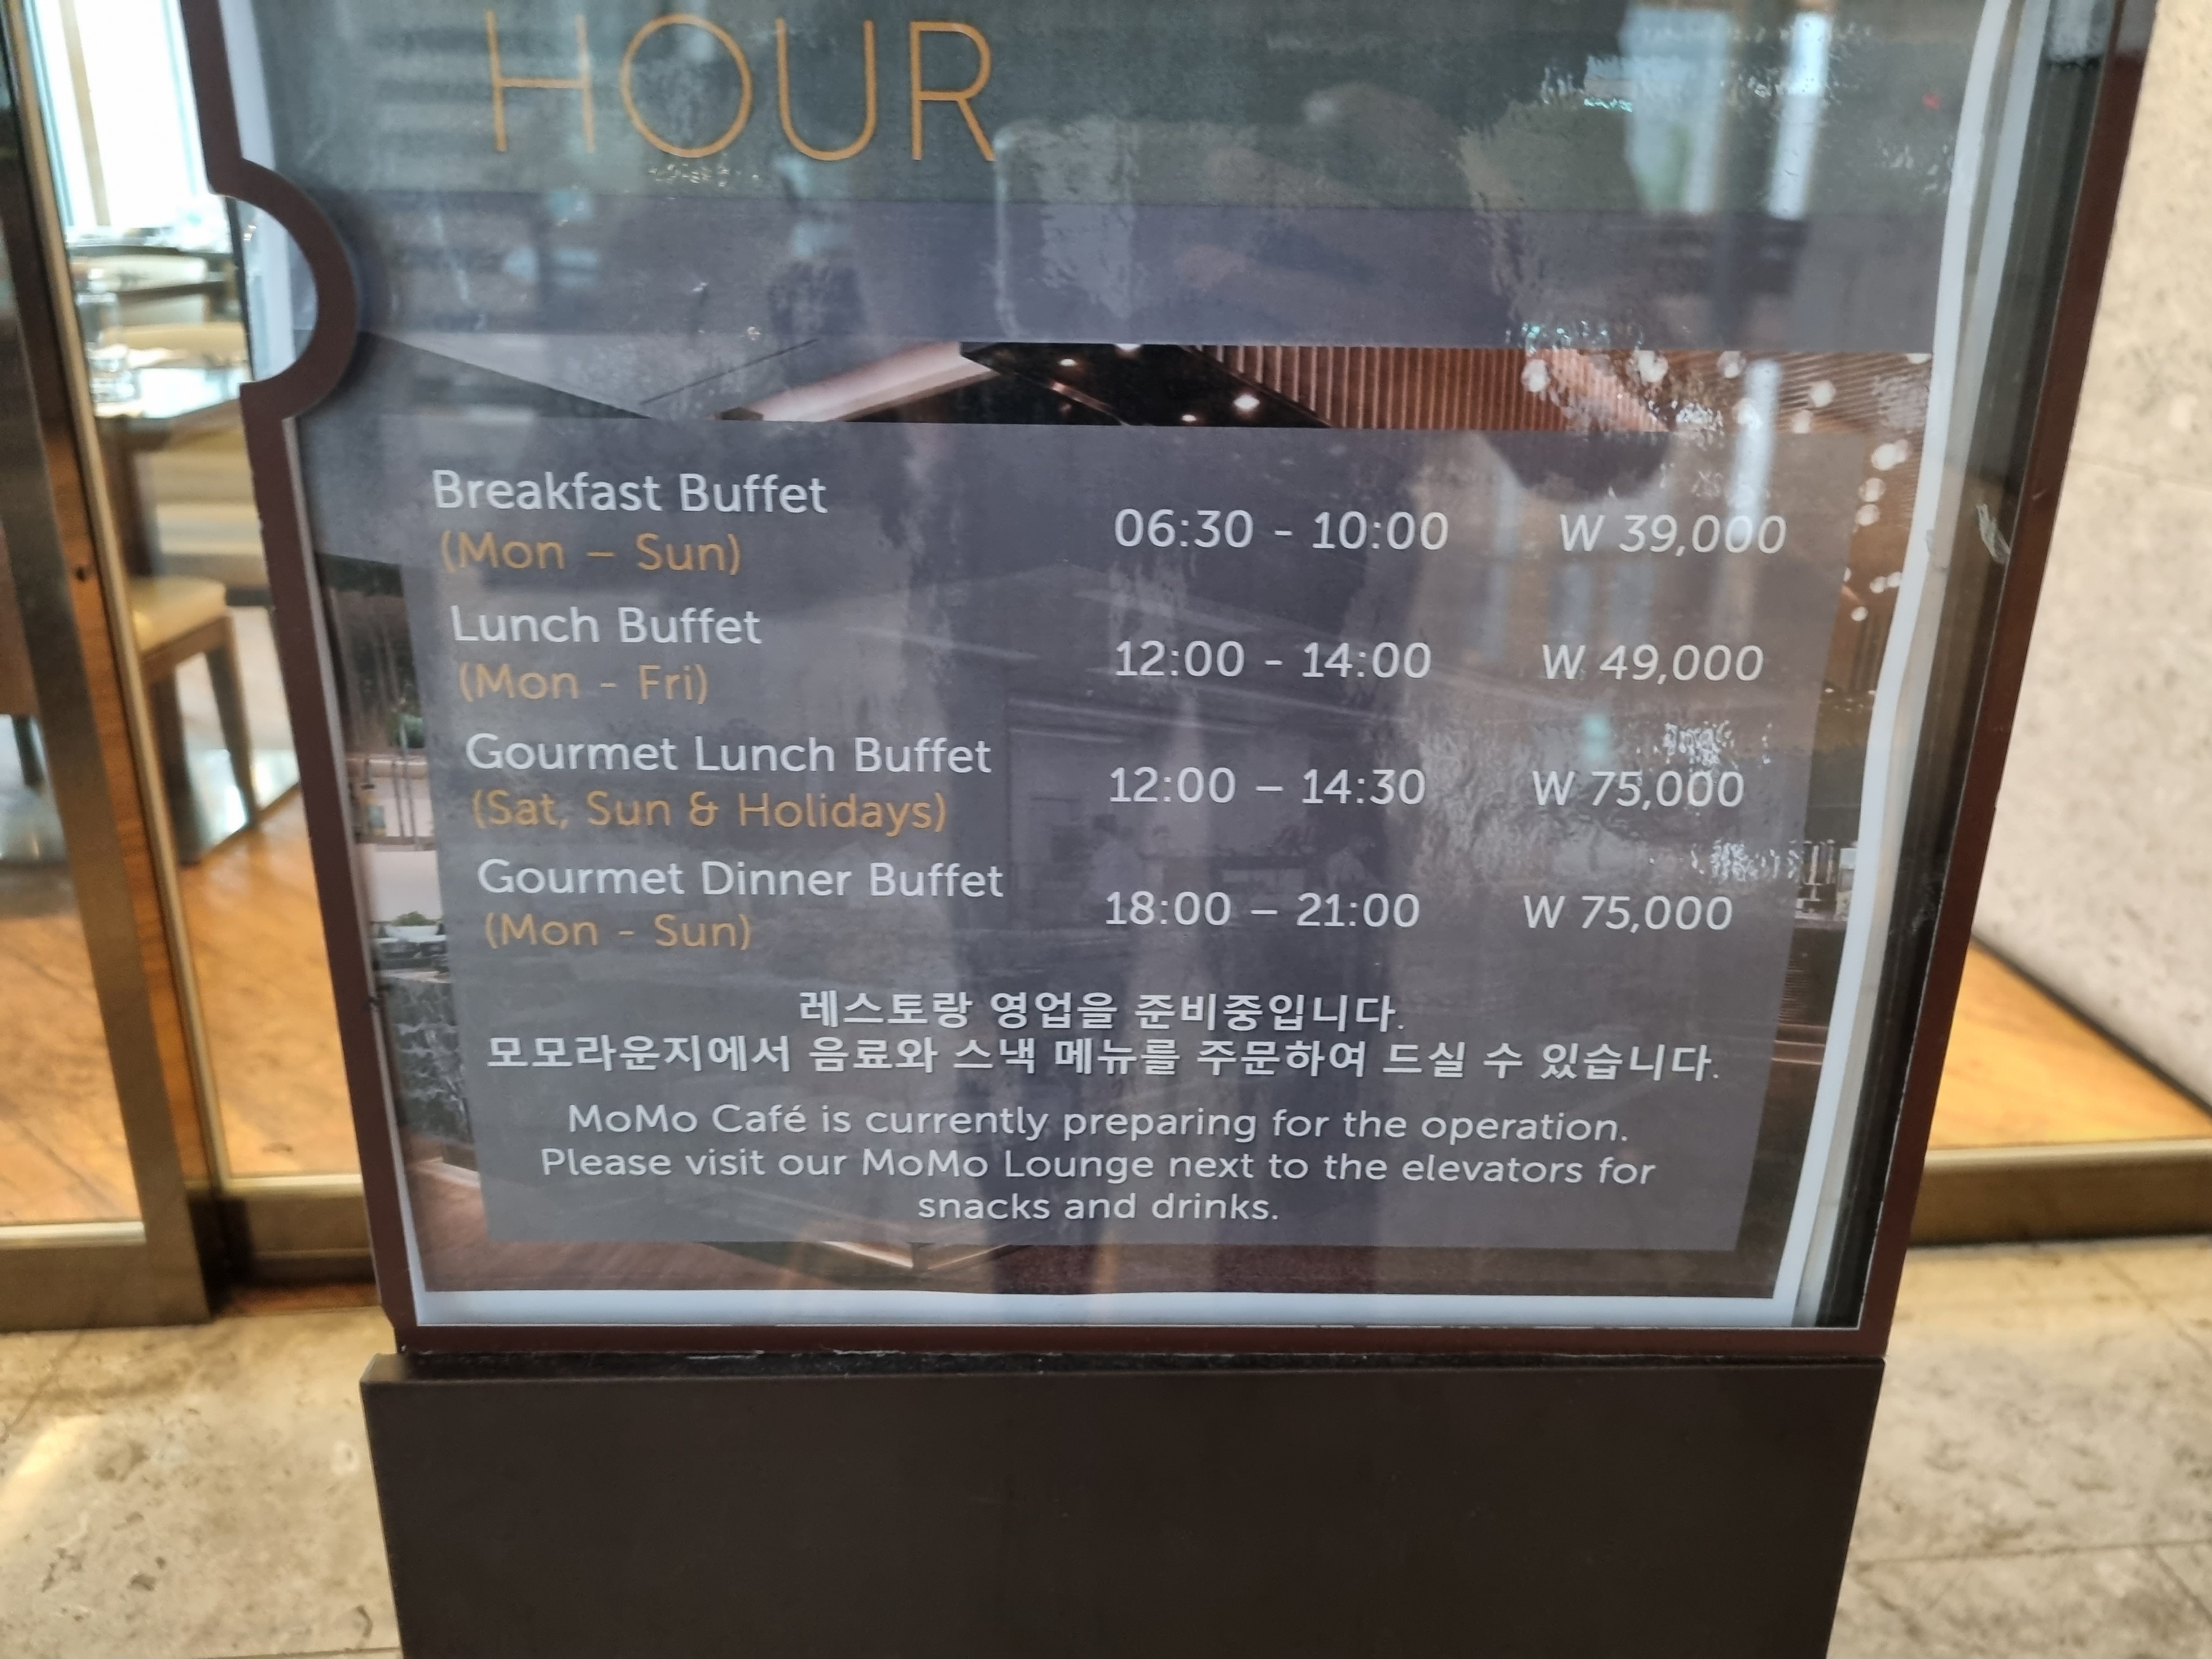 HOUR
Breakfast Buffet
(Mon – Sun)
06:30 - 10:00
W 39,000
Lunch Buffet
(Mon - Fri)
12:00 - 14:00
W 49,000
Gourmet Lunch Buffet
(Sat, Sun & Holidays)
12:00 – 14:30
W 75,000
Gourmet Dinner Buffet
(Mon - Sun)
18:00 – 21:00
W 75,000
레스토랑 영업을 준비중입니다.
모모라운지에서 음료와 스낵 메뉴를 주문하여 드실 수 있습니다.
MoMo Café is currently preparing for the operation.
Please visit our MoMo Lounge next to the elevators for
snacks and drinks.